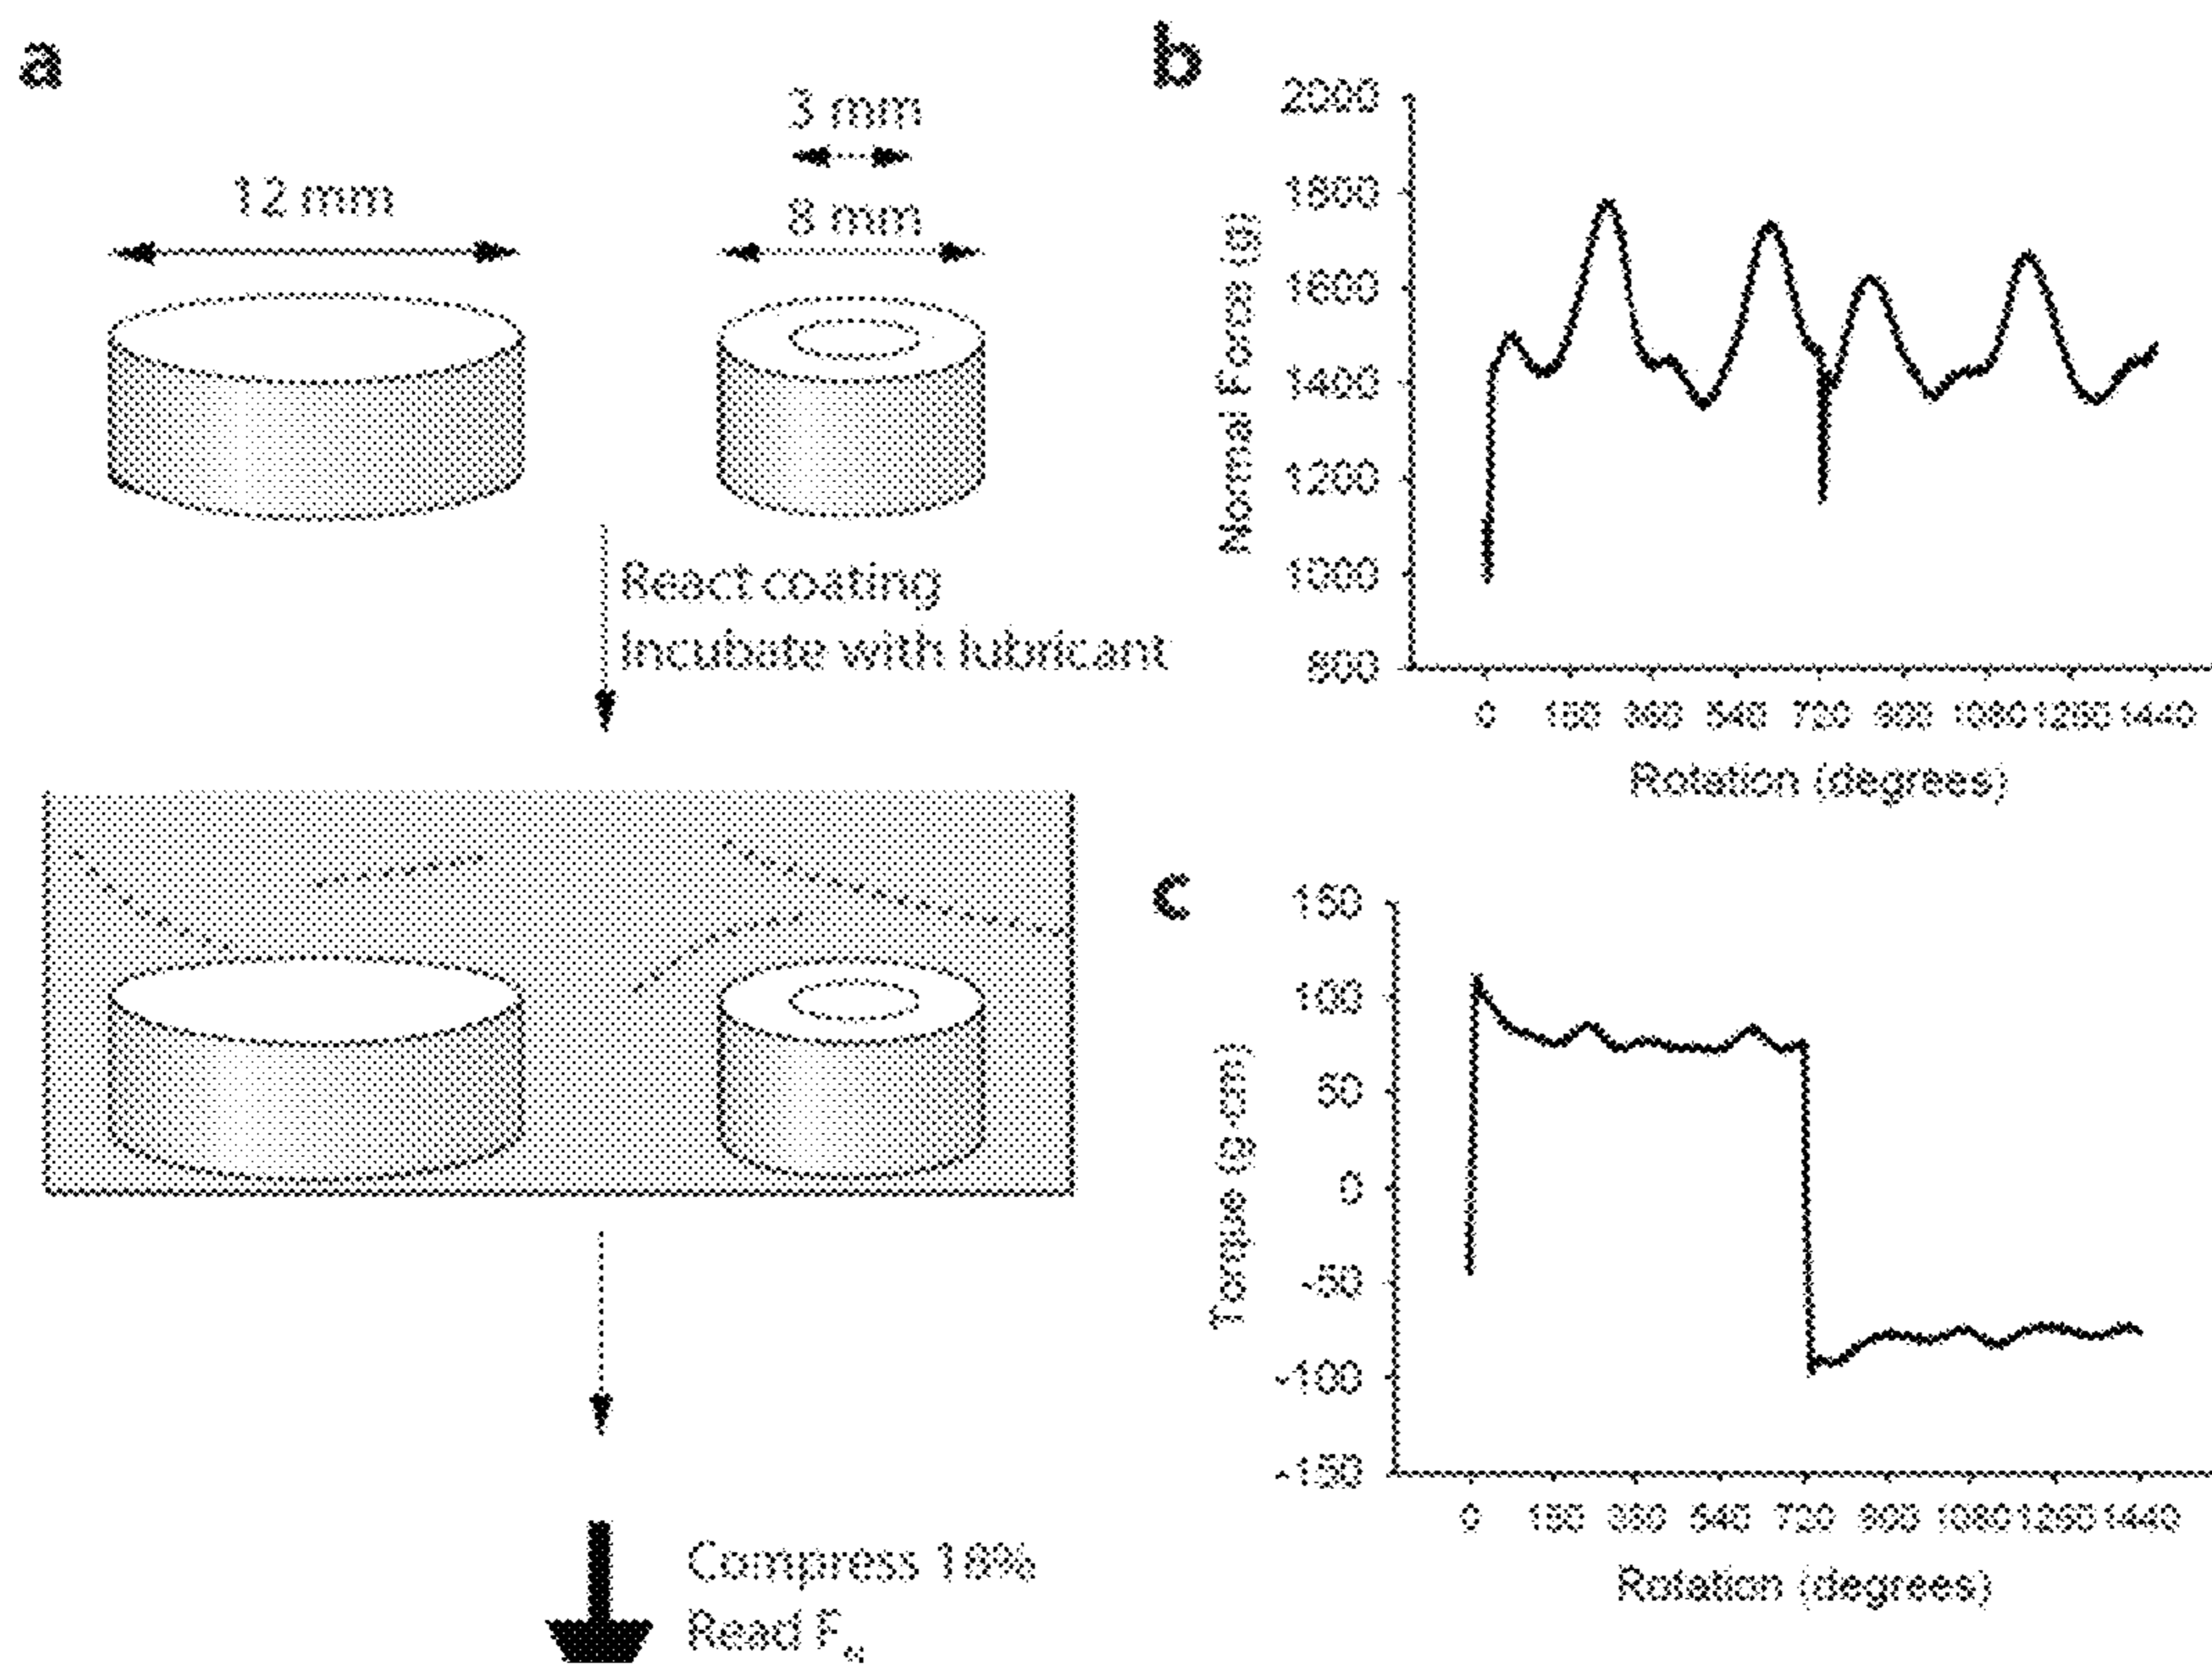 a
12 mm
3 mm
8 mm
React coating
Incubate with lubricant
Compress 18%
Read F_N
b
2000
1800
1600
1400
1200
1000
800
Normal Force (g)
0 180 360 540 720 900 1080 1260 1440
Rotation (degrees)
c
150
100
50
0
-50
-100
-150
Torque (g·cm)
0 180 360 540 720 900 1080 1260 1440
Rotation (degrees)